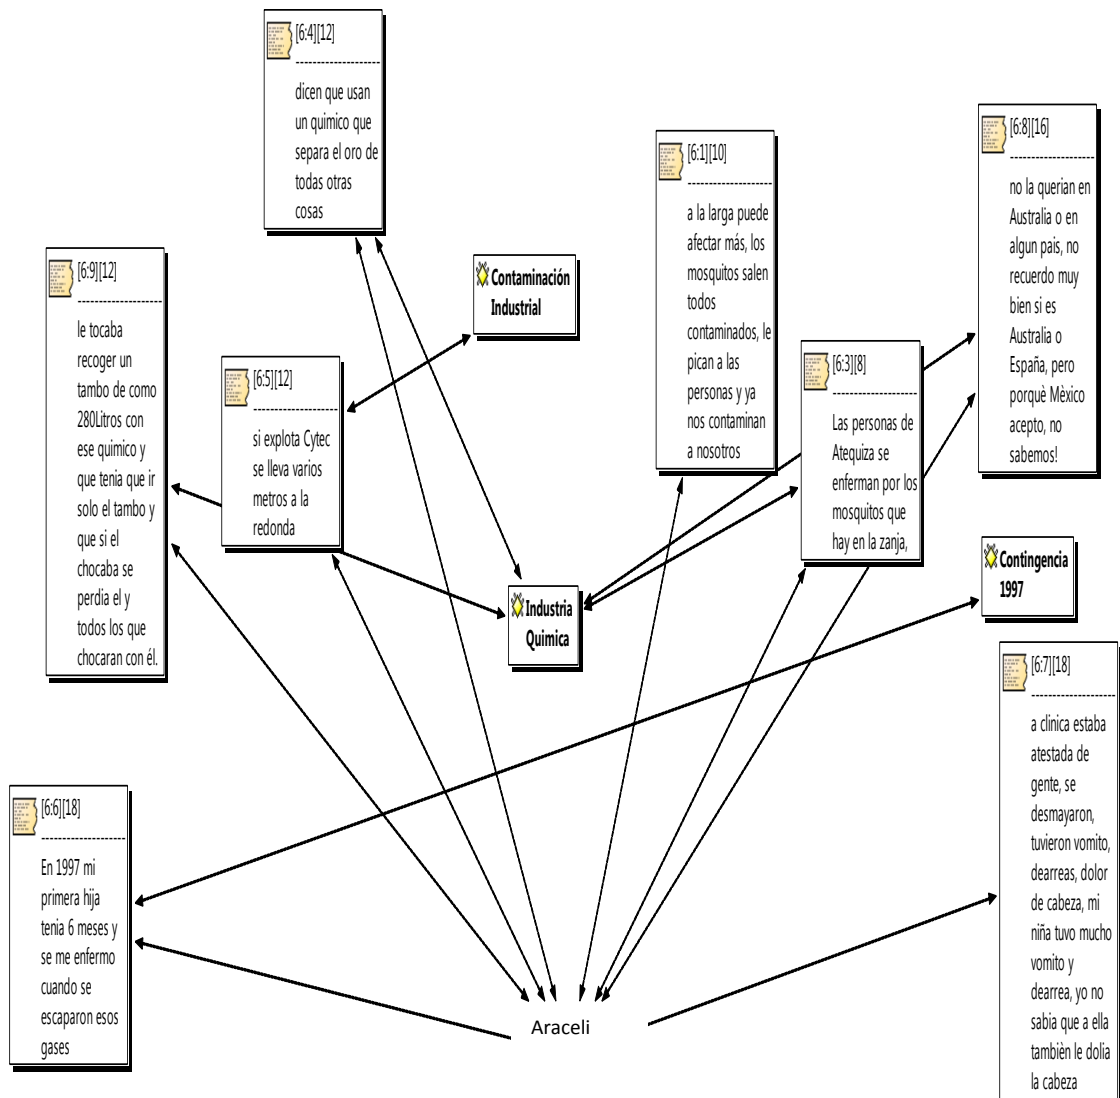 [6:4][12]
dicen que usan
un quimico que
separa el oro de
todas otras
cosas
[6:1][10]
a la larga puede
afectar más, los
mosquitos salen
todos
contaminados, le
pican a las
personas y ya
nos contaminan
a nosotros
[6:8][16]
no la querian en
Australia o en
algun pais, no
recuerdo muy
bien si es
Australia o
España, pero
porquè Mèxico
acepto, no
sabemos!
[6:9][12]
le tocaba
recoger un
tambo de como
280Litros con
ese quimico y
que tenia que ir
solo el tambo y
que si el
chocaba se
perdia el y
todos los que
chocaran con él.
Contaminación
Industrial
[6:5][12]
si explota Cytec
se lleva varios
metros a la
redonda
[6:3][8]
Las personas de
Atequiza se
enferman por los
mosquitos que
hay en la zanja,
Contingencia
1997
Industria
Quimica
[6:7][18]
a clinica estaba
atestada de
gente, se
desmayaron,
tuvieron vomito,
dearreas, dolor
de cabeza, mi
niña tuvo mucho
vomito y
dearrea, yo no
sabia que a ella
tambièn le dolia
la cabeza
[6:6][18]
En 1997 mi
primera hija
tenia 6 meses y
se me enfermo
cuando se
escaparon esos
gases
Araceli